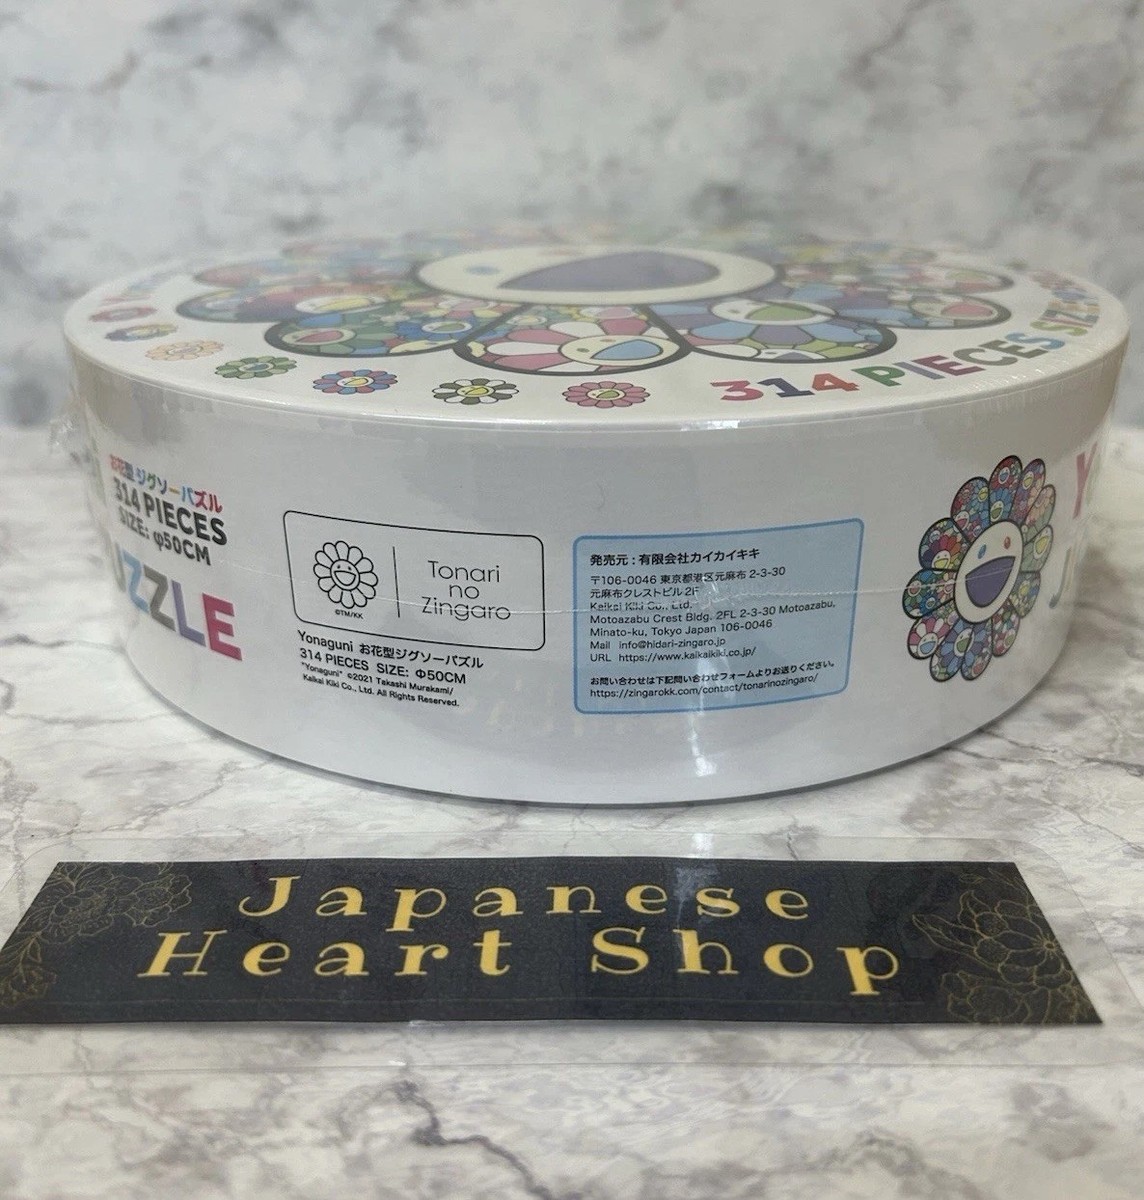 314 PIECES SIZE:
お花型 ジグソーパズル
314 PIECES
SIZE: φ50CM
UZZLE
©TM/KK
Tonari
no
Zingaro
Yonaguni お花型ジグソーパズル
314 PIECES SIZE: Φ50CM
"Yonaguni" ©2021 Takashi Murakami/
Kaikai Kiki Co., Ltd. All Rights Reserved.
発売元 : 有限会社カイカイキキ
〒106-0046 東京都港区元麻布 2-3-30
元麻布クレストビル 2F
Kaikai Kiki Co., Ltd.
Motoazabu Crest Bldg. 2FL 2-3-30 Motoazabu,
Minato-ku, Tokyo Japan 106-0046
Mail info@hidari-zingaro.jp
URL https://www.kaikaikiki.co.jp/
お問い合わせは下記問い合わせフォームよりお送りください。
https://zingarokk.com/contact/tonarinozingaro/
Y
J
Japanese
Heart Shop